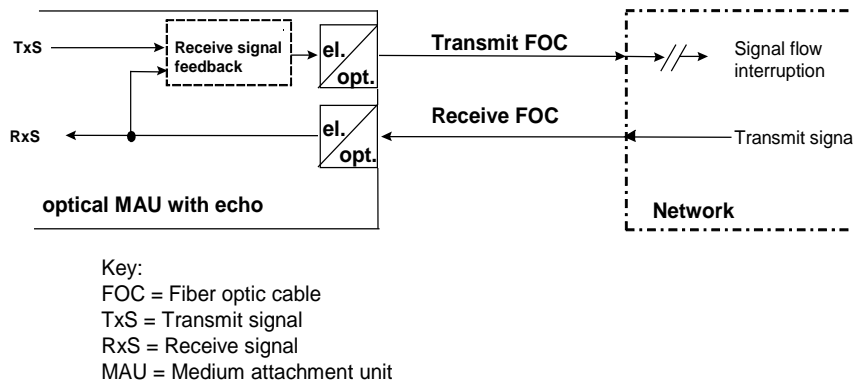 TxS
Receive signal
feedback
el.
opt.
Transmit FOC
Signal flow
interruption
RxS
el.
opt.
Receive FOC
Transmit signa
optical MAU with echo
Network
Key:
FOC = Fiber optic cable
TxS = Transmit signal
RxS = Receive signal
MAU = Medium attachment unit